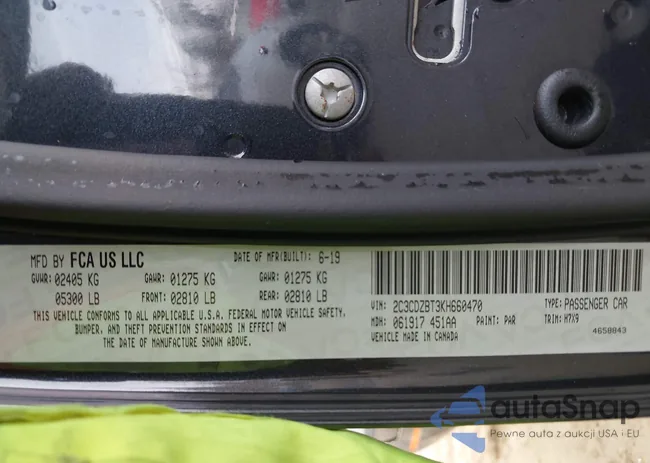 MFD BY FCA US LLC DATE OF MFR(BUILT): 6-19
GVWR: 02405 KG GAWR: 01275 KG GAWR: 01275 KG
05300 LB FRONT: 02810 LB REAR: 02810 LB
THIS VEHICLE CONFORMS TO ALL APPLICABLE U.S.A. FEDERAL MOTOR VEHICLE SAFETY,
BUMPER, AND THEFT PREVENTION STANDARDS IN EFFECT ON
THE DATE OF MANUFACTURE SHOWN ABOVE.
VIN: 2C3CDZBT3KH660470 TYPE: PASSENGER CAR
MDH: 061917 451AA PAINT: PAR TRIM: H7X9
VEHICLE MADE IN CANADA 4658843
autoSnap
Pewne auta z aukcji USA i EU